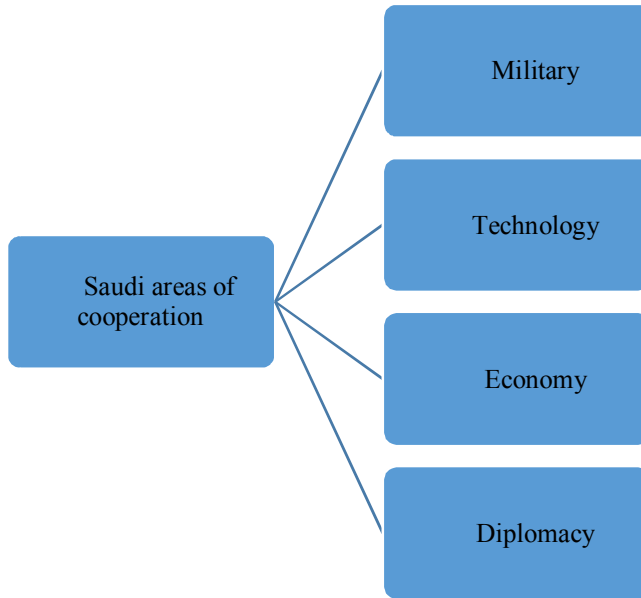 Saudi areas of
cooperation
Military
Technology
Economy
Diplomacy